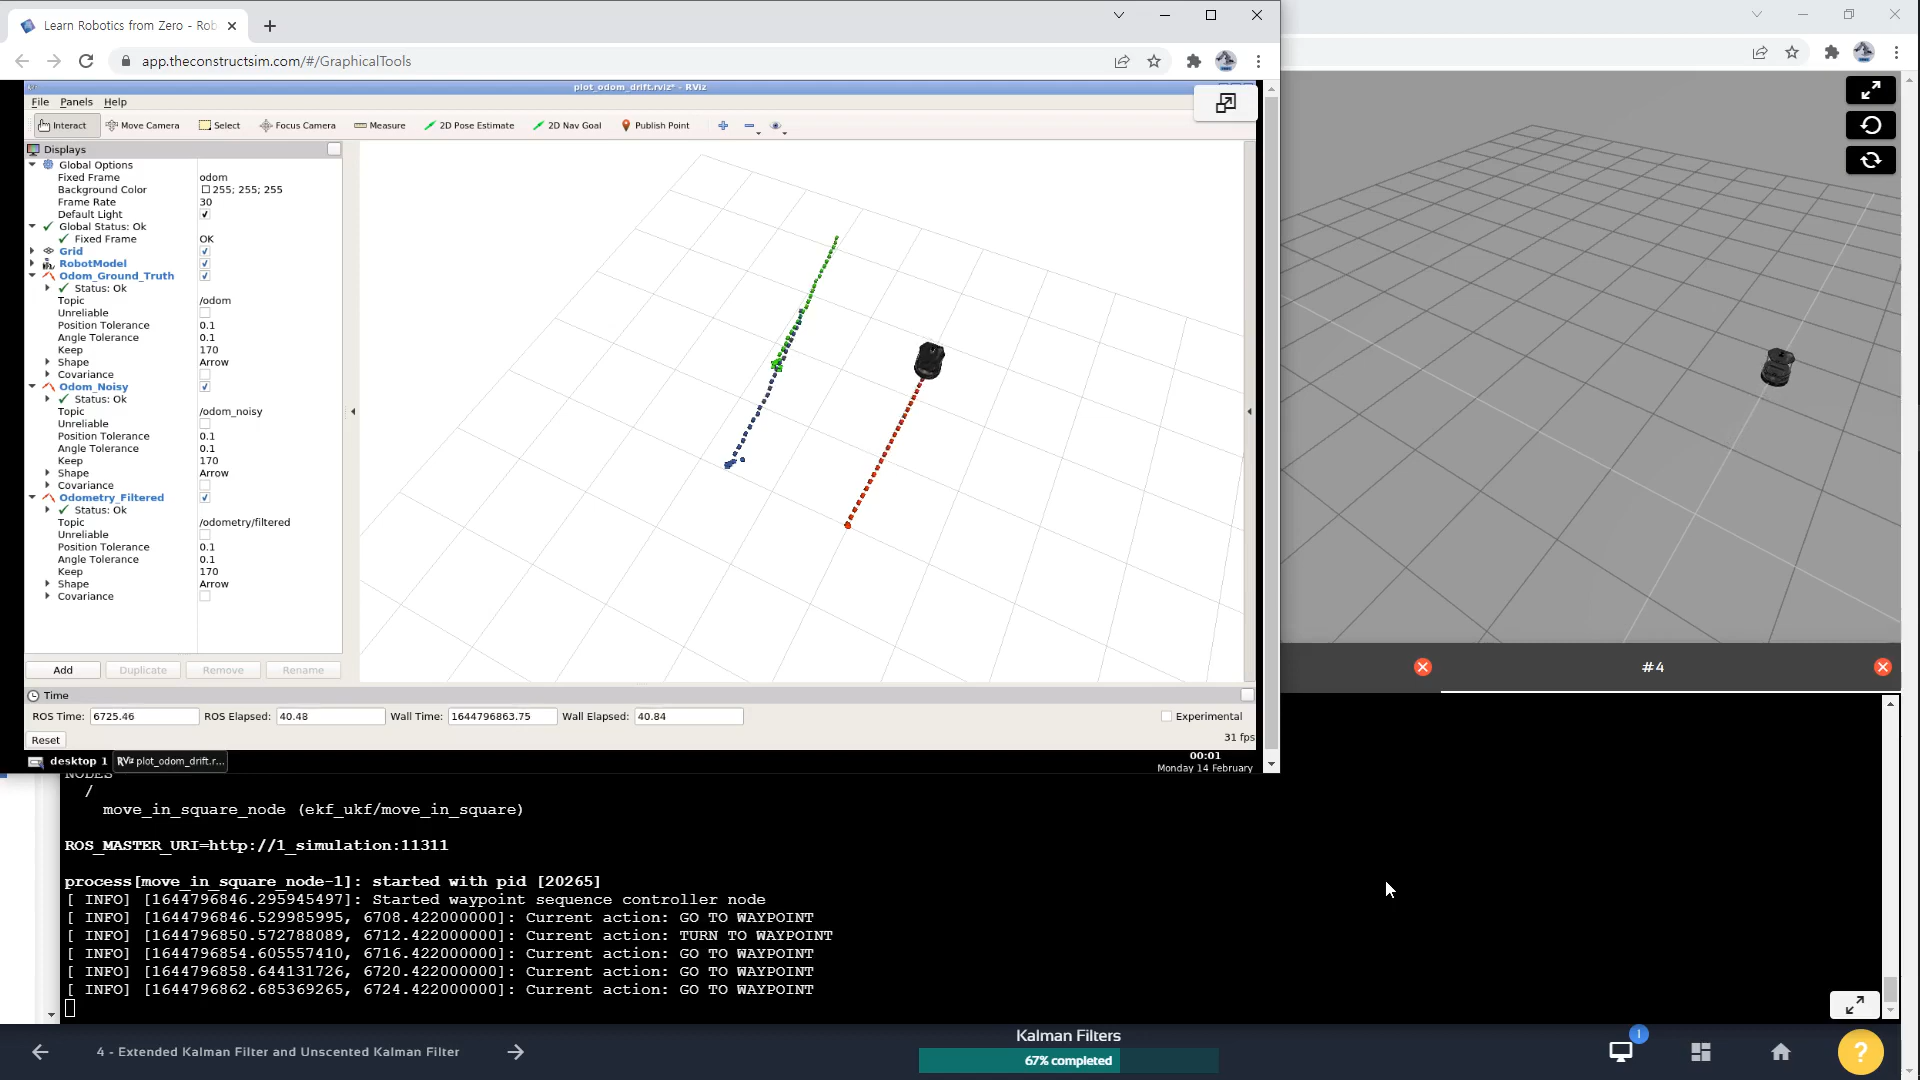 Learn Robotics from Zero - Rob
app.theconstructsim.com/#/GraphicalTools
plot_odom_drift.rviz* - RViz
File Panels Help
Interact Move Camera Select Focus Camera Measure 2D Pose Estimate 2D Nav Goal Publish Point
Displays
Global Options
Fixed Frame odom
Background Color 255; 255; 255
Frame Rate 30
Default Light
Global Status: Ok
Fixed Frame OK
Grid
RobotModel
Odom_Ground_Truth
Status: Ok
Topic /odom
Unreliable
Position Tolerance 0.1
Angle Tolerance 0.1
Keep 170
Shape Arrow
Covariance
Odom_Noisy
Status: Ok
Topic /odom_noisy
Unreliable
Position Tolerance 0.1
Angle Tolerance 0.1
Keep 170
Shape Arrow
Covariance
Odometry_Filtered
Status: Ok
Topic /odometry/filtered
Unreliable
Position Tolerance 0.1
Angle Tolerance 0.1
Keep 170
Shape Arrow
Covariance
Add Duplicate Remove Rename
#4
Time
ROS Time: 6725.46 ROS Elapsed: 40.48 Wall Time: 1644796863.75 Wall Elapsed: 40.84 Experimental
Reset 31 fps
desktop 1 RViz plot_odom_drift.r... 00:01
Monday 14 February
NODES
/
move_in_square_node (ekf_ukf/move_in_square)
ROS_MASTER_URI=http://1_simulation:11311
process[move_in_square_node-1]: started with pid [20265]
[ INFO] [1644796846.295945497]: Started waypoint sequence controller node
[ INFO] [1644796846.529985995, 6708.422000000]: Current action: GO TO WAYPOINT
[ INFO] [1644796850.572788089, 6712.422000000]: Current action: TURN TO WAYPOINT
[ INFO] [1644796854.605557410, 6716.422000000]: Current action: GO TO WAYPOINT
[ INFO] [1644796858.644131726, 6720.422000000]: Current action: GO TO WAYPOINT
[ INFO] [1644796862.685369265, 6724.422000000]: Current action: GO TO WAYPOINT
4 - Extended Kalman Filter and Unscented Kalman Filter
Kalman Filters
67% completed
1
?